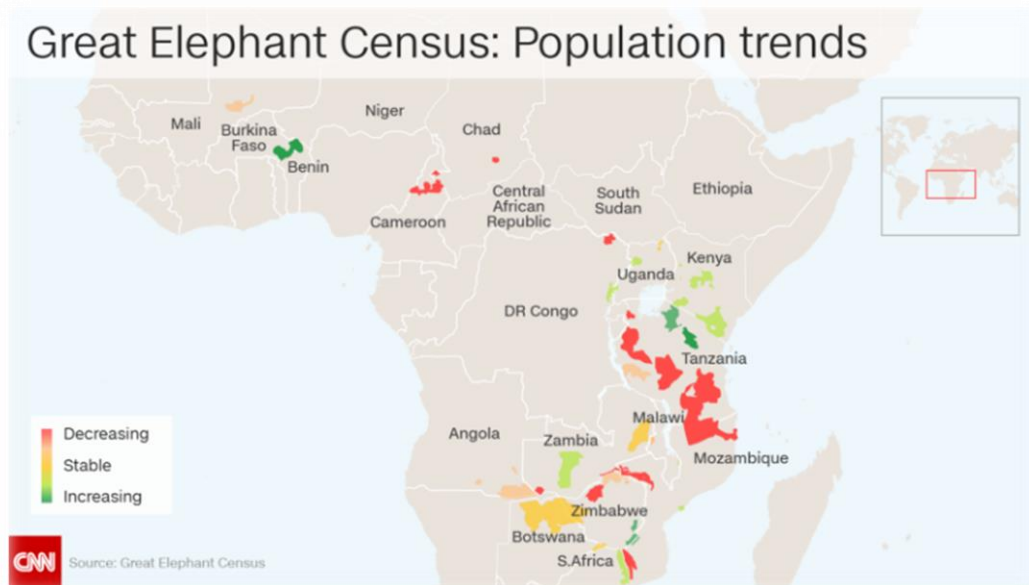 Great Elephant Census: Population trends
Niger
Mali
Burkina
Faso
Chad
Benin
Central
African
Republic
South
Sudan
Ethiopia
Cameroon
Kenya
Uganda
DR Congo
Tanzania
Malawi
Angola
Zambia
Mozambique
Zimbabwe
Botswana
S.Africa
Decreasing
Stable
Increasing
CNN
Source: Great Elephant Census